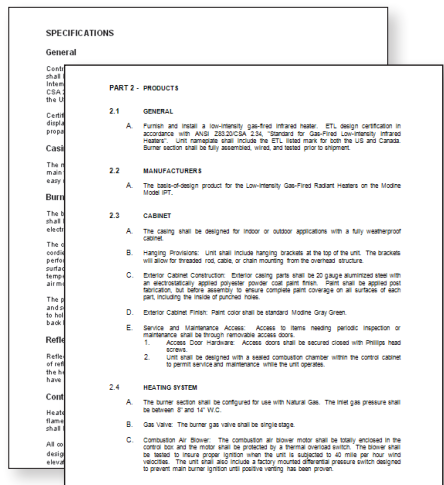 SPECIFICATIONS
General
Contr
shall
Intern
CSA
the U
Certif
displa
propa
Casi
The m
main
easy
Burn
The b
shall
electr
The c
cordie
perfo
surfac
tempe
air mo
The p
and s
to hol
back
Refle
Reflec
of refl
the he
have
Cont
Heate
flame
shall
All co
design
elevat
PART 2 - PRODUCTS
2.1 GENERAL
A. Furnish and install a low-intensity gas-fired infrared heater. ETL design certification in
accordance with ANSI Z83.20/CSA 2.34, "Standard for Gas-Fired Low-Intensity Infrared
Heaters". Unit nameplate shall include the ETL listed mark for both the US and Canada.
Burner section shall be fully assembled, wired, and tested prior to shipment.
2.2 MANUFACTURERS
A. The basis-of-design product for the Low-Intensity Gas-Fired Radiant Heaters on the Modine
Model IPT.
2.3 CABINET
A. The casing shall be designed for indoor or outdoor applications with a fully weatherproof
cabinet.
B. Hanging Provisions: Unit shall include hanging brackets at the top of the unit. The brackets
will allow for threaded rod, cable, or chain mounting from the overhead structure.
C. Exterior Cabinet Construction: Exterior casing parts shall be 20 gauge aluminized steel with
an electrostatically applied polyester powder coat paint finish. Paint shall be applied post
fabrication, but before assembly to ensure complete paint coverage on all surfaces of each
part, including the inside of punched holes.
D. Exterior Cabinet Finish: Paint color shall be standard Modine Gray Green.
E. Service and Maintenance Access: Access to items needing periodic inspection or
maintenance shall be through removable access doors.
1. Access Door Hardware: Access doors shall be secured closed with Phillips head
screws.
2. Unit shall be designed with a sealed combustion chamber within the control cabinet
to permit service and maintenance while the unit operates.
2.4 HEATING SYSTEM
A. The burner section shall be configured for use with Natural Gas. The inlet gas pressure shall
be between 8" and 14" W.C.
B. Gas Valve: The burner gas valve shall be single stage.
C. Combustion Air Blower: The combustion air blower motor shall be totally enclosed in the
control box and the motor shall be protected by a thermal overload switch. The blower shall
be tested to insure proper ignition when the unit is subjected to 40 mile per hour wind
velocities. The unit shall also include a factory mounted differential pressure switch designed
to prevent main burner ignition until positive venting has been proven.